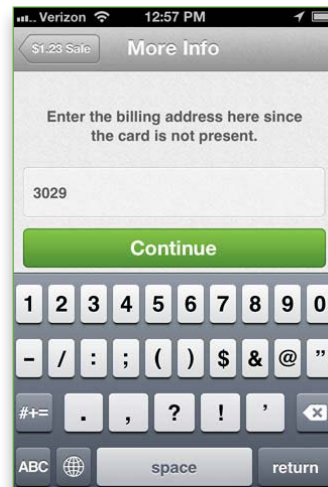 Verizon 12:57 PM
$1.23 Sale More Info
Enter the billing address here since
the card is not present.
3029
Continue
1 2 3 4 5 6 7 8 9 0
- / : ; ( ) $ & @ ”
#+= . , ? ! ’
ABC space return